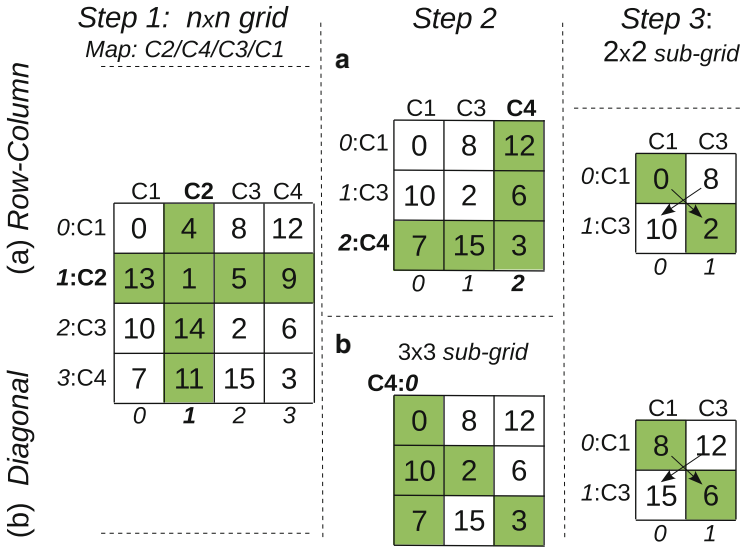 Step 1: nxn grid
Map: C2/C4/C3/C1
(a) Row-Column
(b) Diagonal
C1 C2 C3 C4
0:C1 0 4 8 12
1:C2 13 1 5 9
2:C3 10 14 2 6
3:C4 7 11 15 3
0 1 2 3
Step 2
a
C1 C3 C4
0:C1 0 8 12
1:C3 10 2 6
2:C4 7 15 3
0 1 2
b 3x3 sub-grid
C4:0
0 8 12
10 2 6
7 15 3
Step 3:
2x2 sub-grid
C1 C3
0:C1 0 8
1:C3 10 2
0 1
C1 C3
0:C1 8 12
1:C3 15 6
0 1